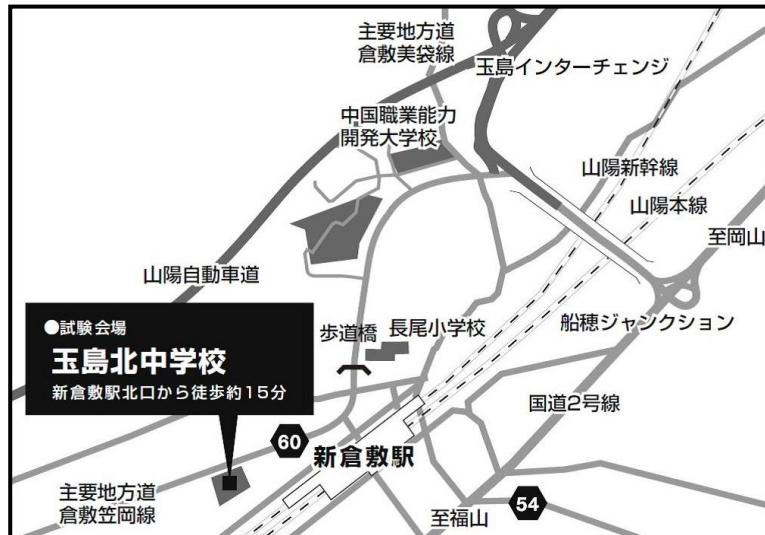 主要地方道
倉敷美袋線
玉島インターチェンジ
中国職業能力
開発大学校
山陽新幹線
山陽本線
至岡山
山陽自動車道
船穂ジャンクション
●試験会場
玉島北中学校
新倉敷駅北口から徒歩約15分
歩道橋
長尾小学校
国道2号線
60
新倉敷駅
主要地方道
倉敷笠岡線
至福山
54